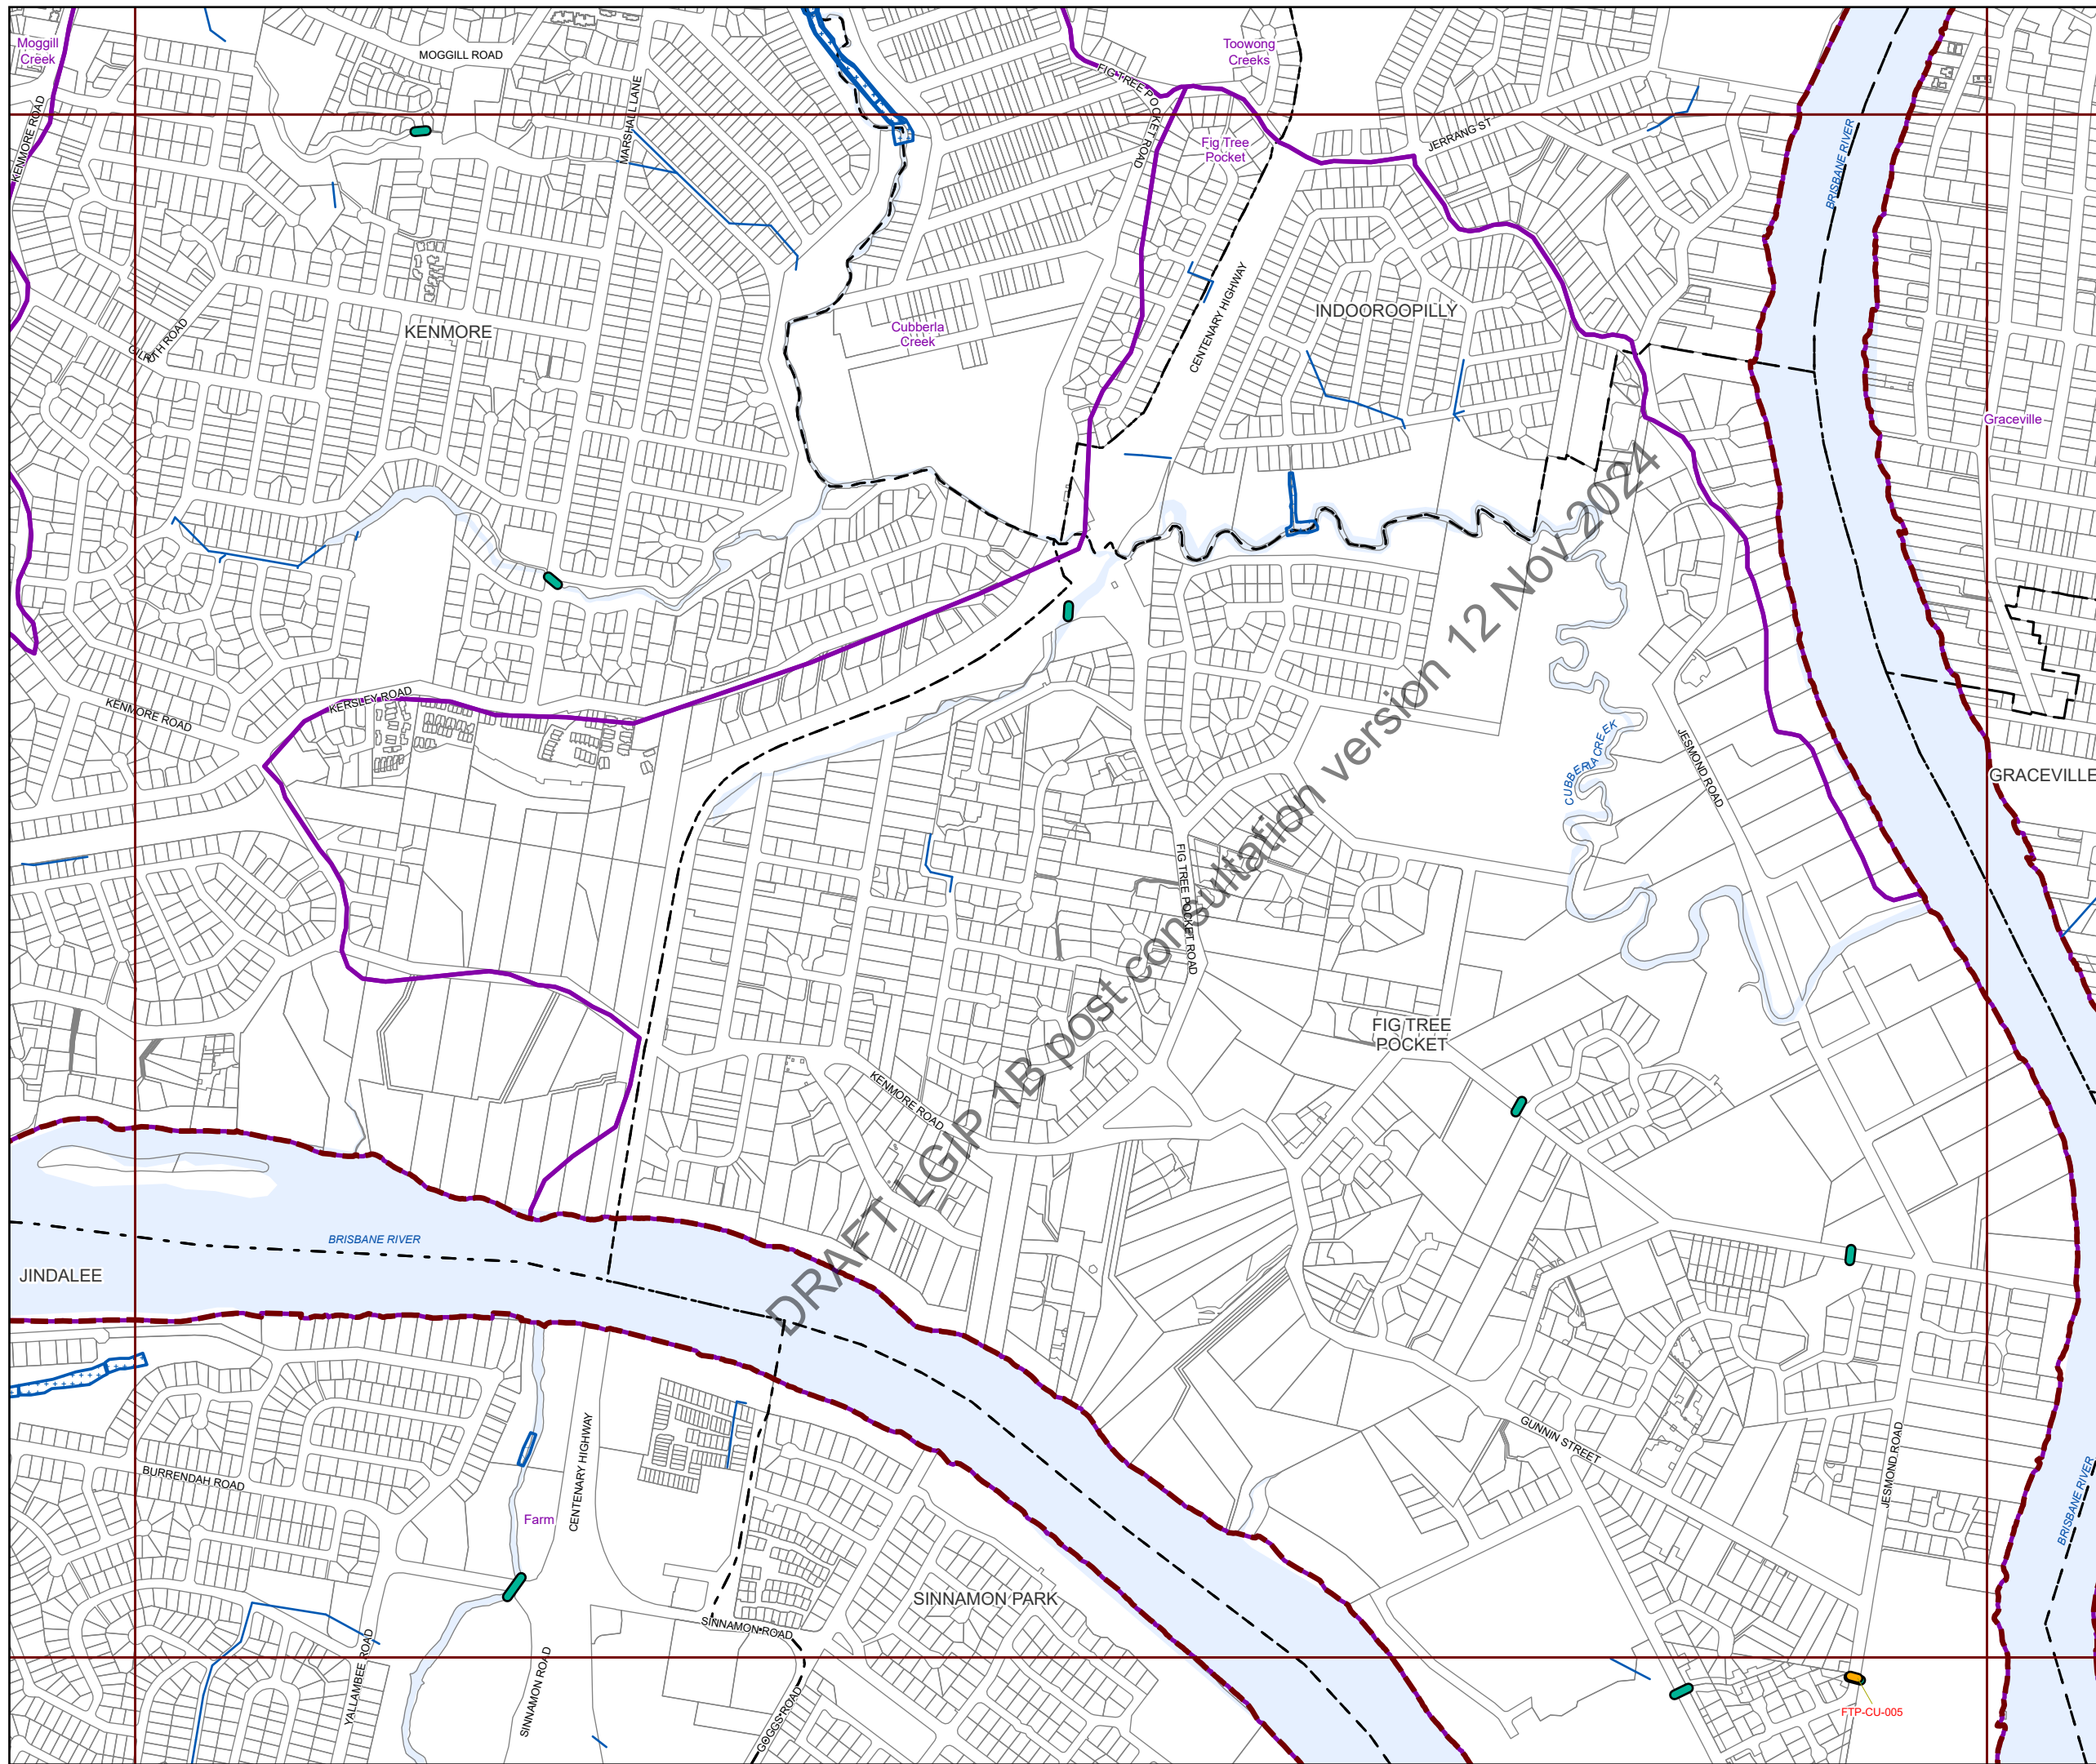 Moggill
Creek
MOGGILL ROAD
Toowong
Creeks
FIG TREE POCKET ROAD
KENMORE ROAD
MARSHALL LANE
Fig Tree
Pocket
JERRANG ST
BRISBANE RIVER
CENTENARY HIGHWAY
INDOOROOPILLY
KENMORE
Cubberla
Creek
Graceville
KERSLEY ROAD
KENMORE ROAD
CUBBERLA CREEK
JESMOND ROAD
GRACEVILLE
FIG TREE POCKET ROAD
FIG TREE
POCKET
KENMORE ROAD
DRAFT LGIP 1B post consultation version 12 Nov 2024
BRISBANE RIVER
JINDALEE
GUNNIN STREET
JESMOND ROAD
BURRENDAH ROAD
CENTENARY HIGHWAY
Farm
BRISBANE RIVER
SINNAMON PARK
SINNAMON ROAD
YALLAMBEE ROAD
SINNAMON ROAD
GOGGS ROAD
FTP-CU-005